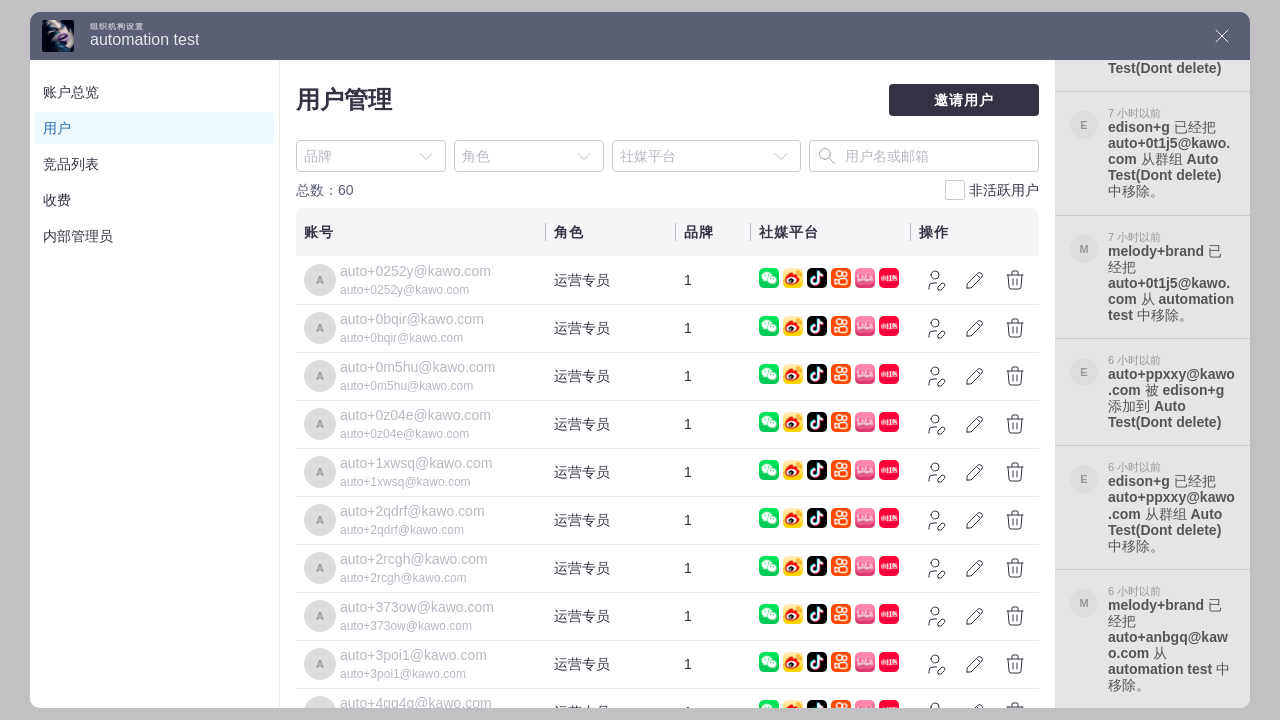 组织机构设置
automation test
账户总览
用户
竞品列表
收费
内部管理员
用户管理
邀请用户
品牌
角色
社媒平台
用户名或邮箱
总数：60
非活跃用户
账号 角色 品牌 社媒平台 操作
A auto+0252y@kawo.com
auto+0252y@kawo.com
运营专员 1
A auto+0bqir@kawo.com
auto+0bqir@kawo.com
运营专员 1
A auto+0m5hu@kawo.com
auto+0m5hu@kawo.com
运营专员 1
A auto+0z04e@kawo.com
auto+0z04e@kawo.com
运营专员 1
A auto+1xwsq@kawo.com
auto+1xwsq@kawo.com
运营专员 1
A auto+2qdrf@kawo.com
auto+2qdrf@kawo.com
运营专员 1
A auto+2rcgh@kawo.com
auto+2rcgh@kawo.com
运营专员 1
A auto+373ow@kawo.com
auto+373ow@kawo.com
运营专员 1
A auto+3poi1@kawo.com
auto+3poi1@kawo.com
运营专员 1
Test(Dont delete)
7 小时以前
E
edison+g 已经把
auto+0t1j5@kawo.
com 从群组 Auto
Test(Dont delete)
中移除。
7 小时以前
M
melody+brand 已
经把
auto+0t1j5@kawo.
com 从 automation
test 中移除。
6 小时以前
E
auto+ppxxy@kawo
.com 被 edison+g
添加到 Auto
Test(Dont delete)
6 小时以前
E
edison+g 已经把
auto+ppxxy@kawo
.com 从群组 Auto
Test(Dont delete)
中移除。
6 小时以前
M
melody+brand 已
经把
auto+anbgq@kaw
o.com 从
automation test 中
移除。